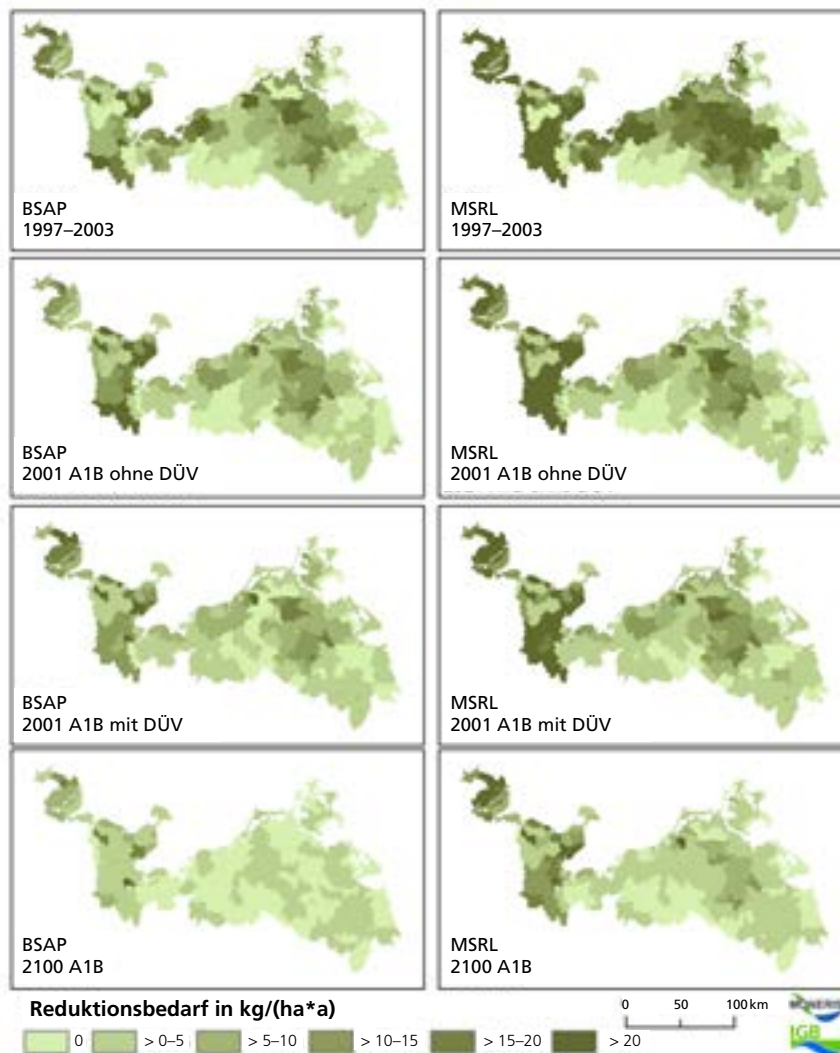 BSAP
1997–2003
MSRL
1997–2003
BSAP
2001 A1B ohne DÜV
MSRL
2001 A1B ohne DÜV
BSAP
2001 A1B mit DÜV
MSRL
2001 A1B mit DÜV
BSAP
2100 A1B
MSRL
2100 A1B
Reduktionsbedarf in kg/(ha*a)
0 50 100 km
MONERIS
IGB
0 > 0–5 > 5–10 > 10–15 > 15–20 > 20